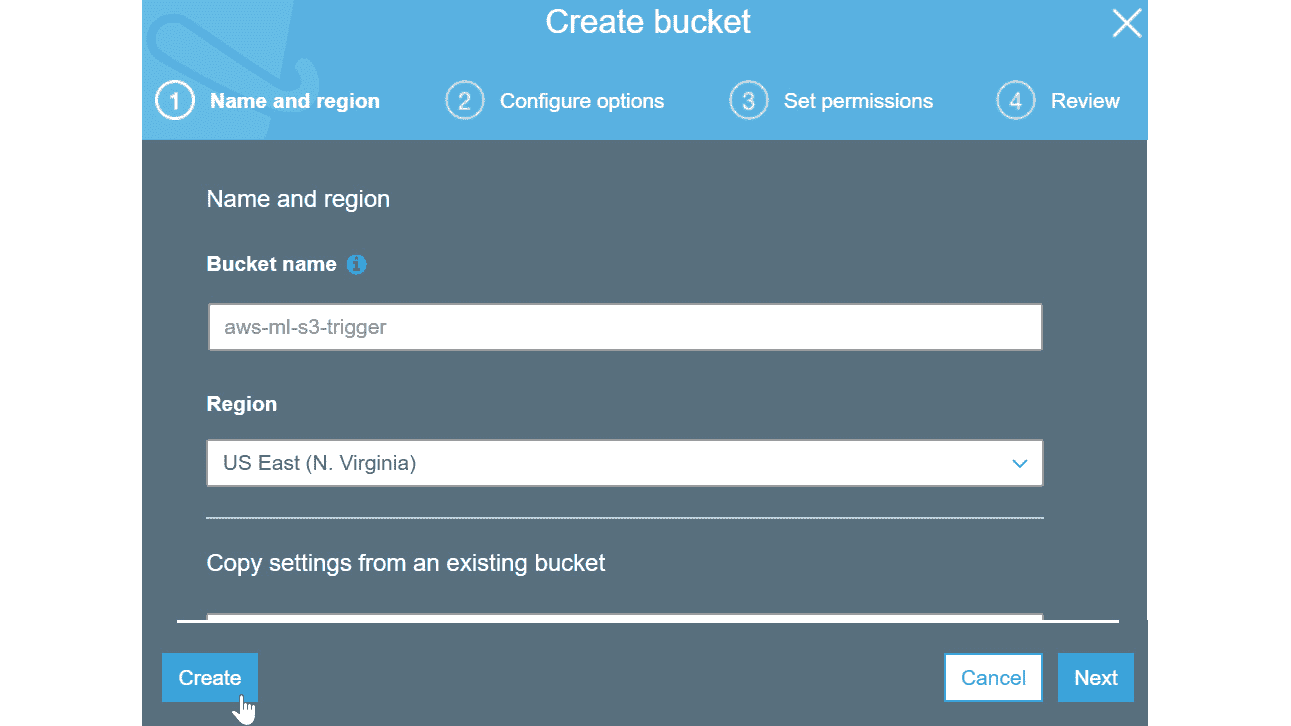 Create bucket
1 Name and region 2 Configure options 3 Set permissions 4 Review
Name and region
Bucket name i
aws-ml-s3-trigger
Region
US East (N. Virginia)
Copy settings from an existing bucket
Create Cancel Next